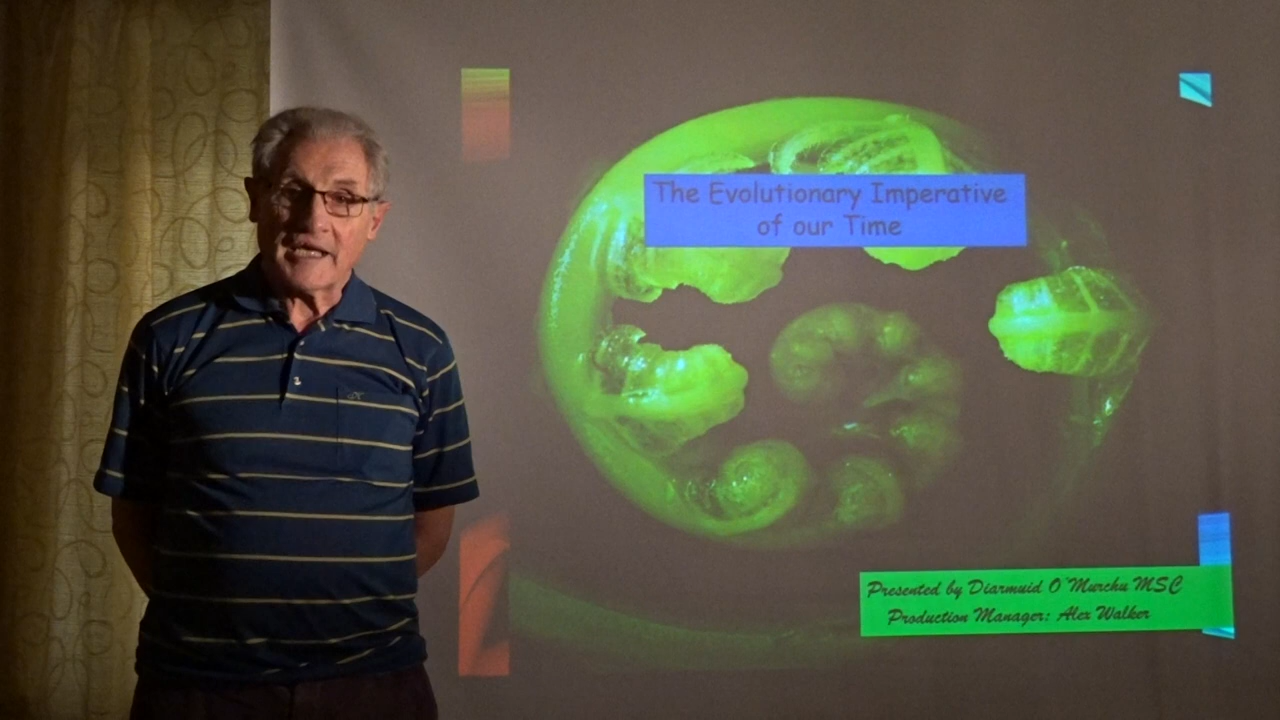 The Evolutionary Imperative
of our Time
Presented by Diarmuid O'Murchu MSC
Production Manager: Alex Walker